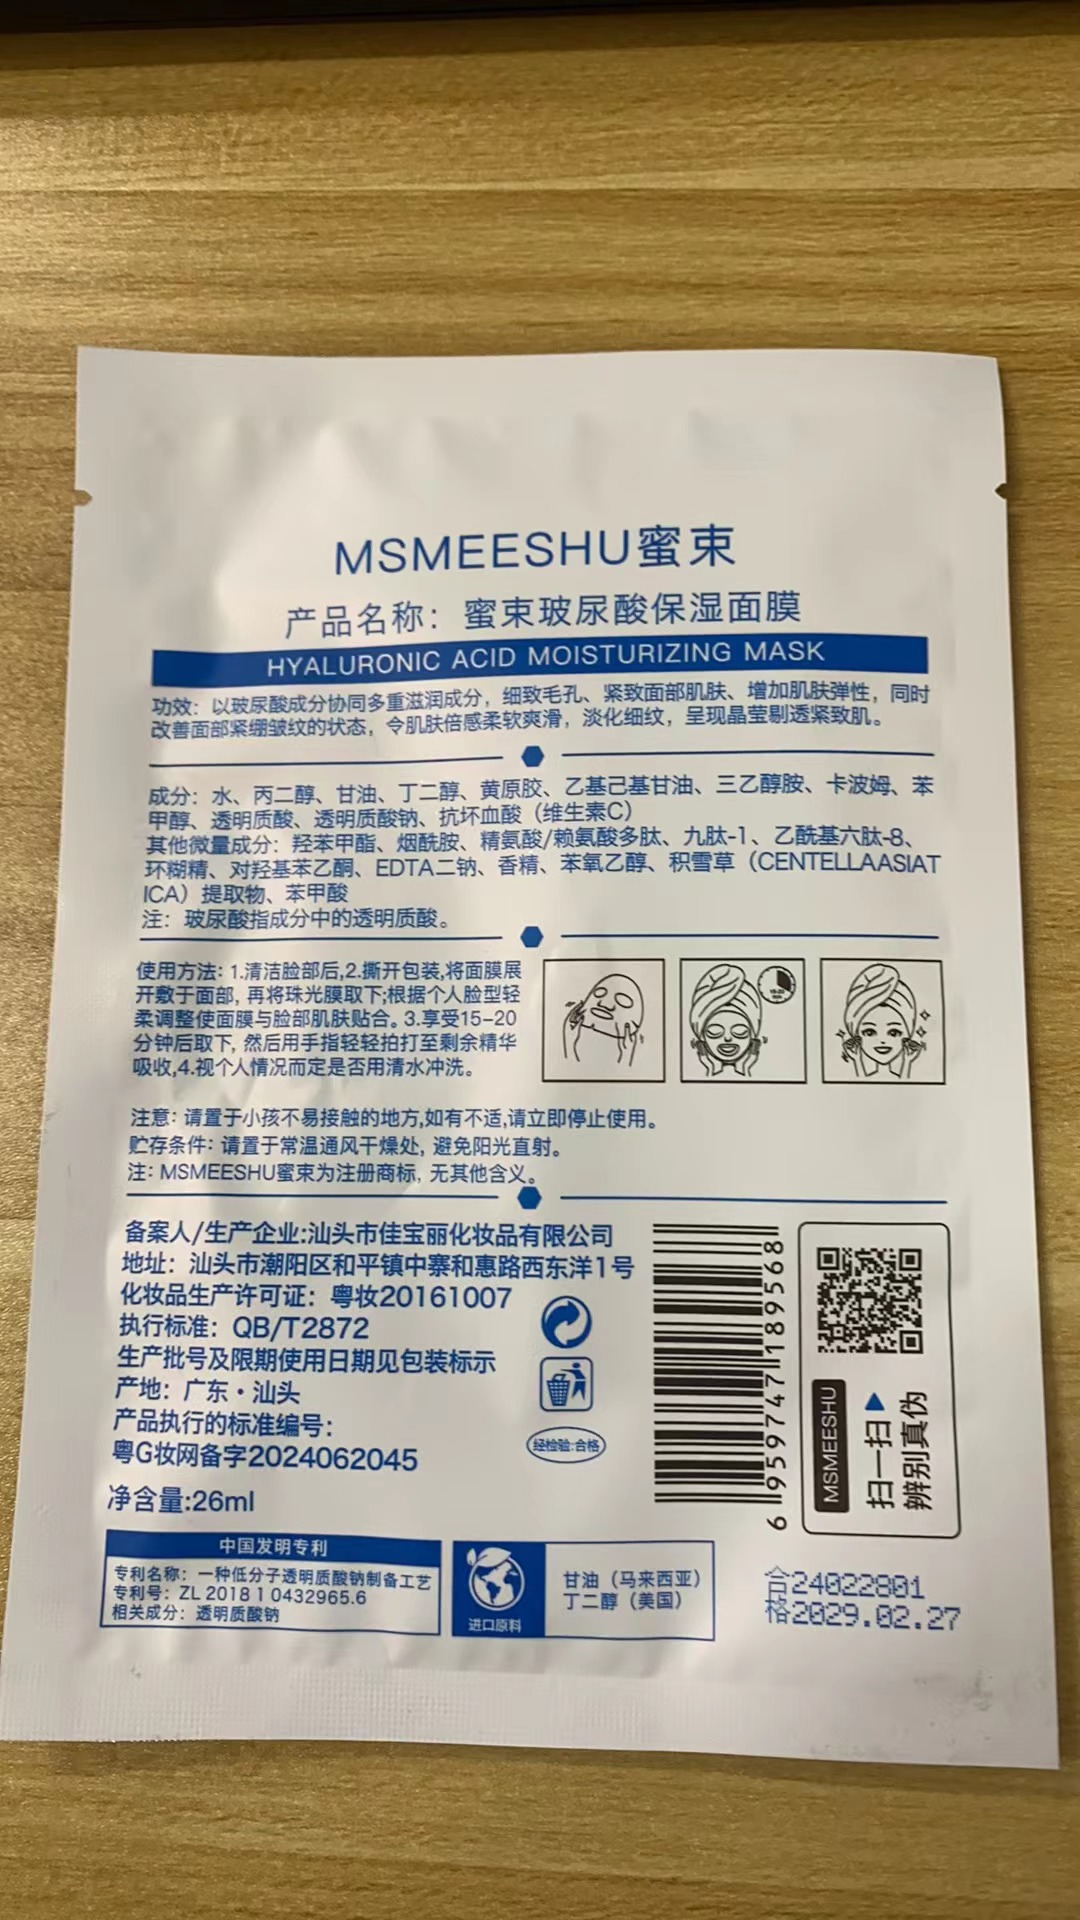 MSMEESHU蜜束
产品名称：蜜束玻尿酸保湿面膜
HYALURONIC ACID MOISTURIZING MASK
功效：以玻尿酸成分协同多重滋润成分，细致毛孔、紧致面部肌肤、增加肌肤弹性，同时
改善面部紧绷皱纹的状态，令肌肤倍感柔软爽滑，淡化细纹，呈现晶莹剔透紧致肌。
成分：水、丙二醇、甘油、丁二醇、黄原胶、乙基己基甘油、三乙醇胺、卡波姆、苯
甲醇、透明质酸、透明质酸钠、抗坏血酸（维生素C）
其他微量成分：羟苯甲酯、烟酰胺、精氨酸/赖氨酸多肽、九肽-1、乙酰基六肽-8、
环糊精、对羟基苯乙酮、EDTA二钠、香精、苯氧乙醇、积雪草（CENTELLAASIAT
ICA）提取物、苯甲酸
注：玻尿酸指成分中的透明质酸。
使用方法：1.清洁脸部后,2.撕开包装,将面膜展
开敷于面部, 再将珠光膜取下;根据个人脸型轻
柔调整使面膜与脸部肌肤贴合。3.享受15-20
分钟后取下, 然后用手指轻轻拍打至剩余精华
吸收,4.视个人情况而定是否用清水冲洗。
注意：请置于小孩不易接触的地方,如有不适,请立即停止使用。
贮存条件：请置于常温通风干燥处, 避免阳光直射。
注：MSMEESHU蜜束为注册商标, 无其他含义。
备案人/生产企业:汕头市佳宝丽化妆品有限公司
地址：汕头市潮阳区和平镇中寨和惠路西东洋1号
化妆品生产许可证：粤妆20161007
执行标准：QB/T2872
生产批号及限期使用日期见包装标示
产地：广东·汕头
产品执行的标准编号：
粤G妆网备字2024062045
净含量:26ml
经检验:合格
6959747189568
MSMEESHU
扫一扫
辨别真伪
中国发明专利
专利名称：一种低分子透明质酸钠制备工艺
专利号：ZL 2018 1 0432965.6
相关成分：透明质酸钠
进口原料
甘油（马来西亚）
丁二醇（美国）
合24022801
格2029.02.27